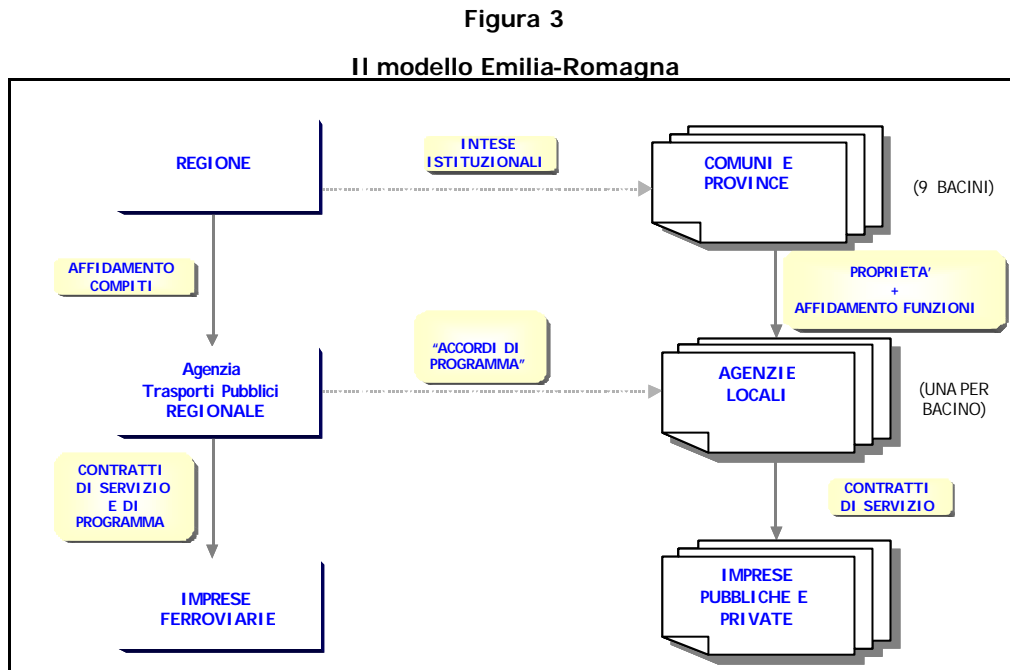 Figura 3
Il modello Emilia-Romagna
REGIONE
INTESE
ISTITUZIONALI
COMUNI E
PROVINCE
(9 BACINI)
AFFIDAMENTO
COMPITI
PROPRIETA'
+
AFFIDAMENTO FUNZIONI
Agenzia
Trasporti Pubblici
REGIONALE
"ACCORDI DI
PROGRAMMA"
AGENZIE
LOCALI
(UNA PER
BACINO)
CONTRATTI
DI SERVIZIO
E DI
PROGRAMMA
CONTRATTI
DI SERVIZIO
IMPRESE
FERROVIARIE
IMPRESE
PUBBLICHE E
PRIVATE